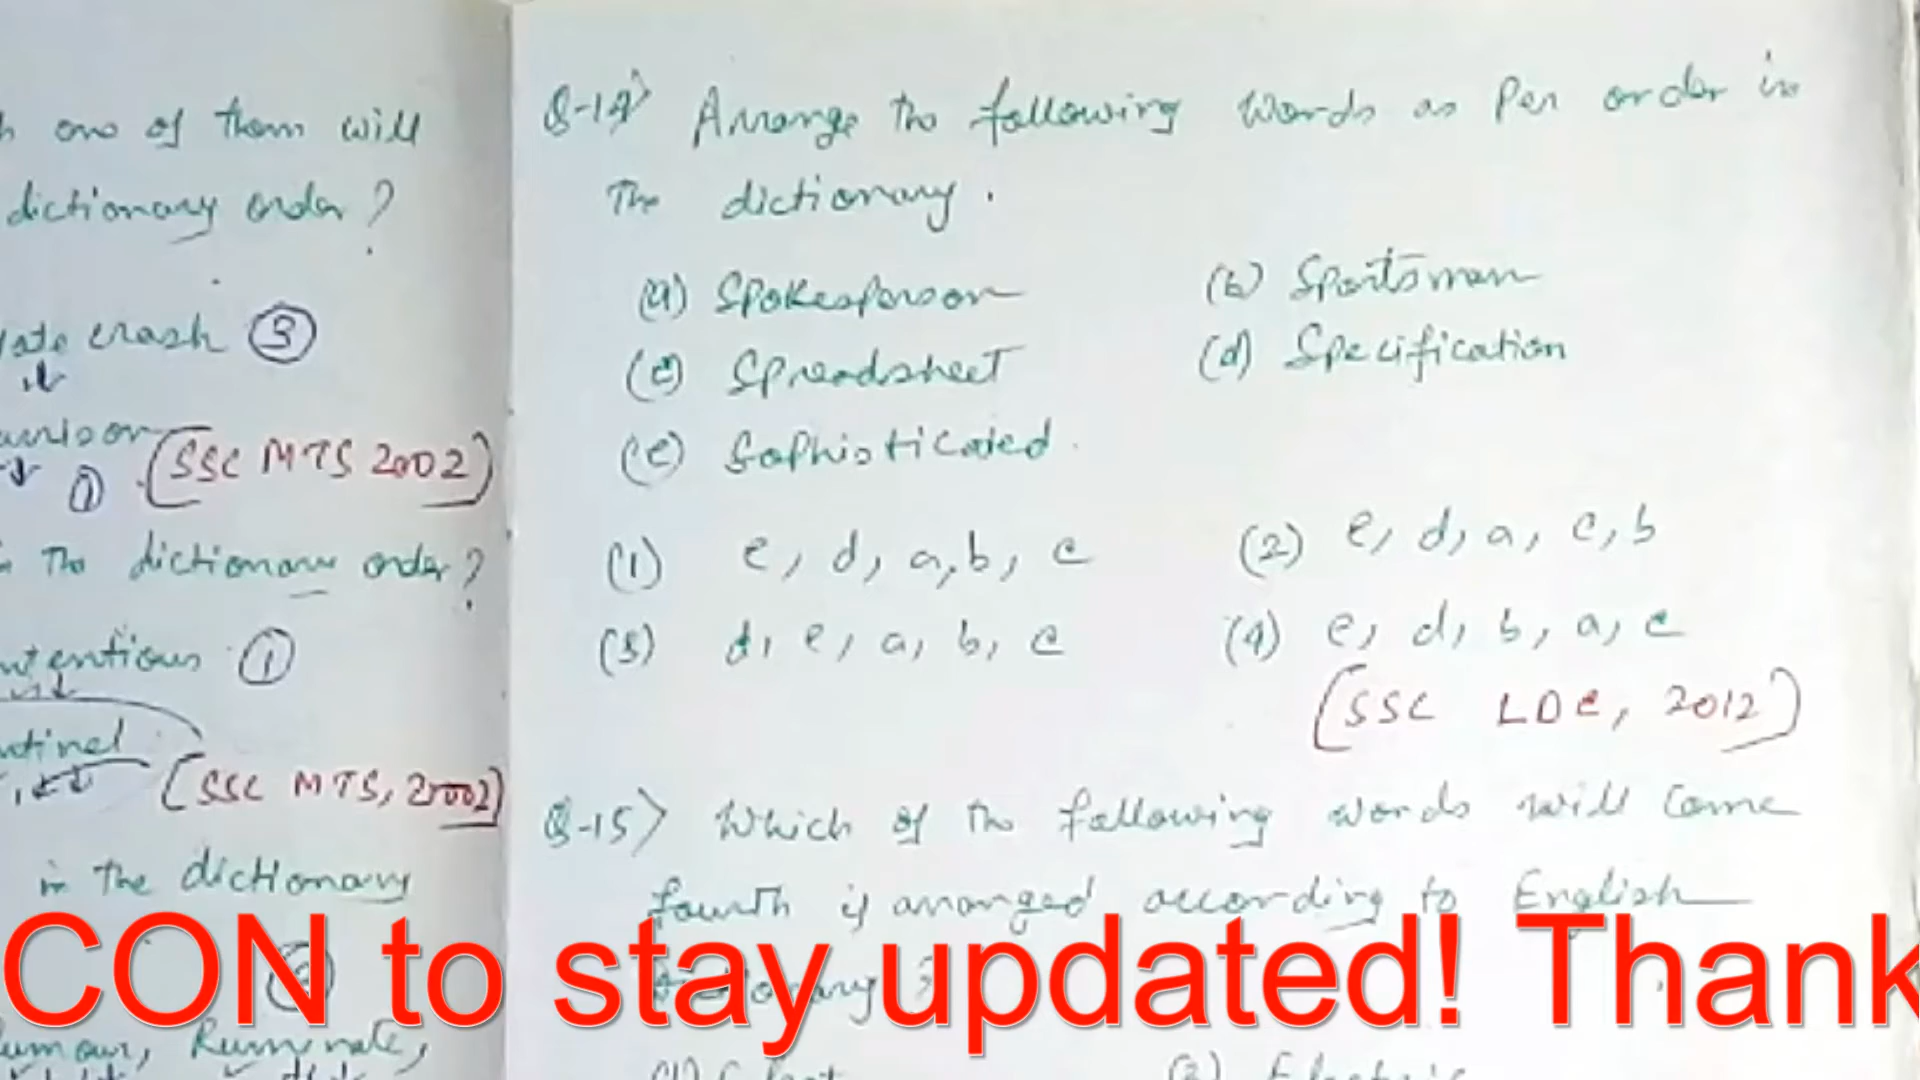 one of them will
dictionary order?
crash (3)
(1) [SSC MTS 2002]
The dictionary order?
(1)
[SSC MTS, 2002]
in the dictionary
Ruminate,
Q-14> Arrange the following words as per order in
The dictionary.
(a) Spokesperson (b) Sportsman
(c) Spreadsheet (d) Specification
(e) Sophisticated.
(1) e, d, a, b, c (2) e, d, a, c, b
(3) d, e, a, b, c (4) e, d, b, a, c
[SSC LDC, 2012]
Q-15> Which of the following words will come
fourth if arranged according to English
CON to stay updated! Thank